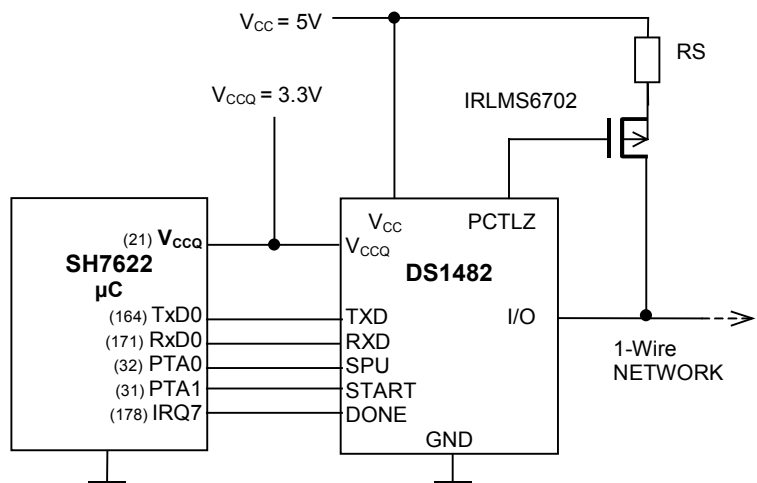 VCC = 5V
RS
VCCQ = 3.3V
IRLMS6702
VCC
PCTLZ
(21) VCCQ
VCCQ
SH7622
µC
DS1482
(164) TxD0
TXD
I/O
(171) RxD0
RXD
(32) PTA0
SPU
1-Wire
NETWORK
(31) PTA1
START
(178) IRQ7
DONE
GND